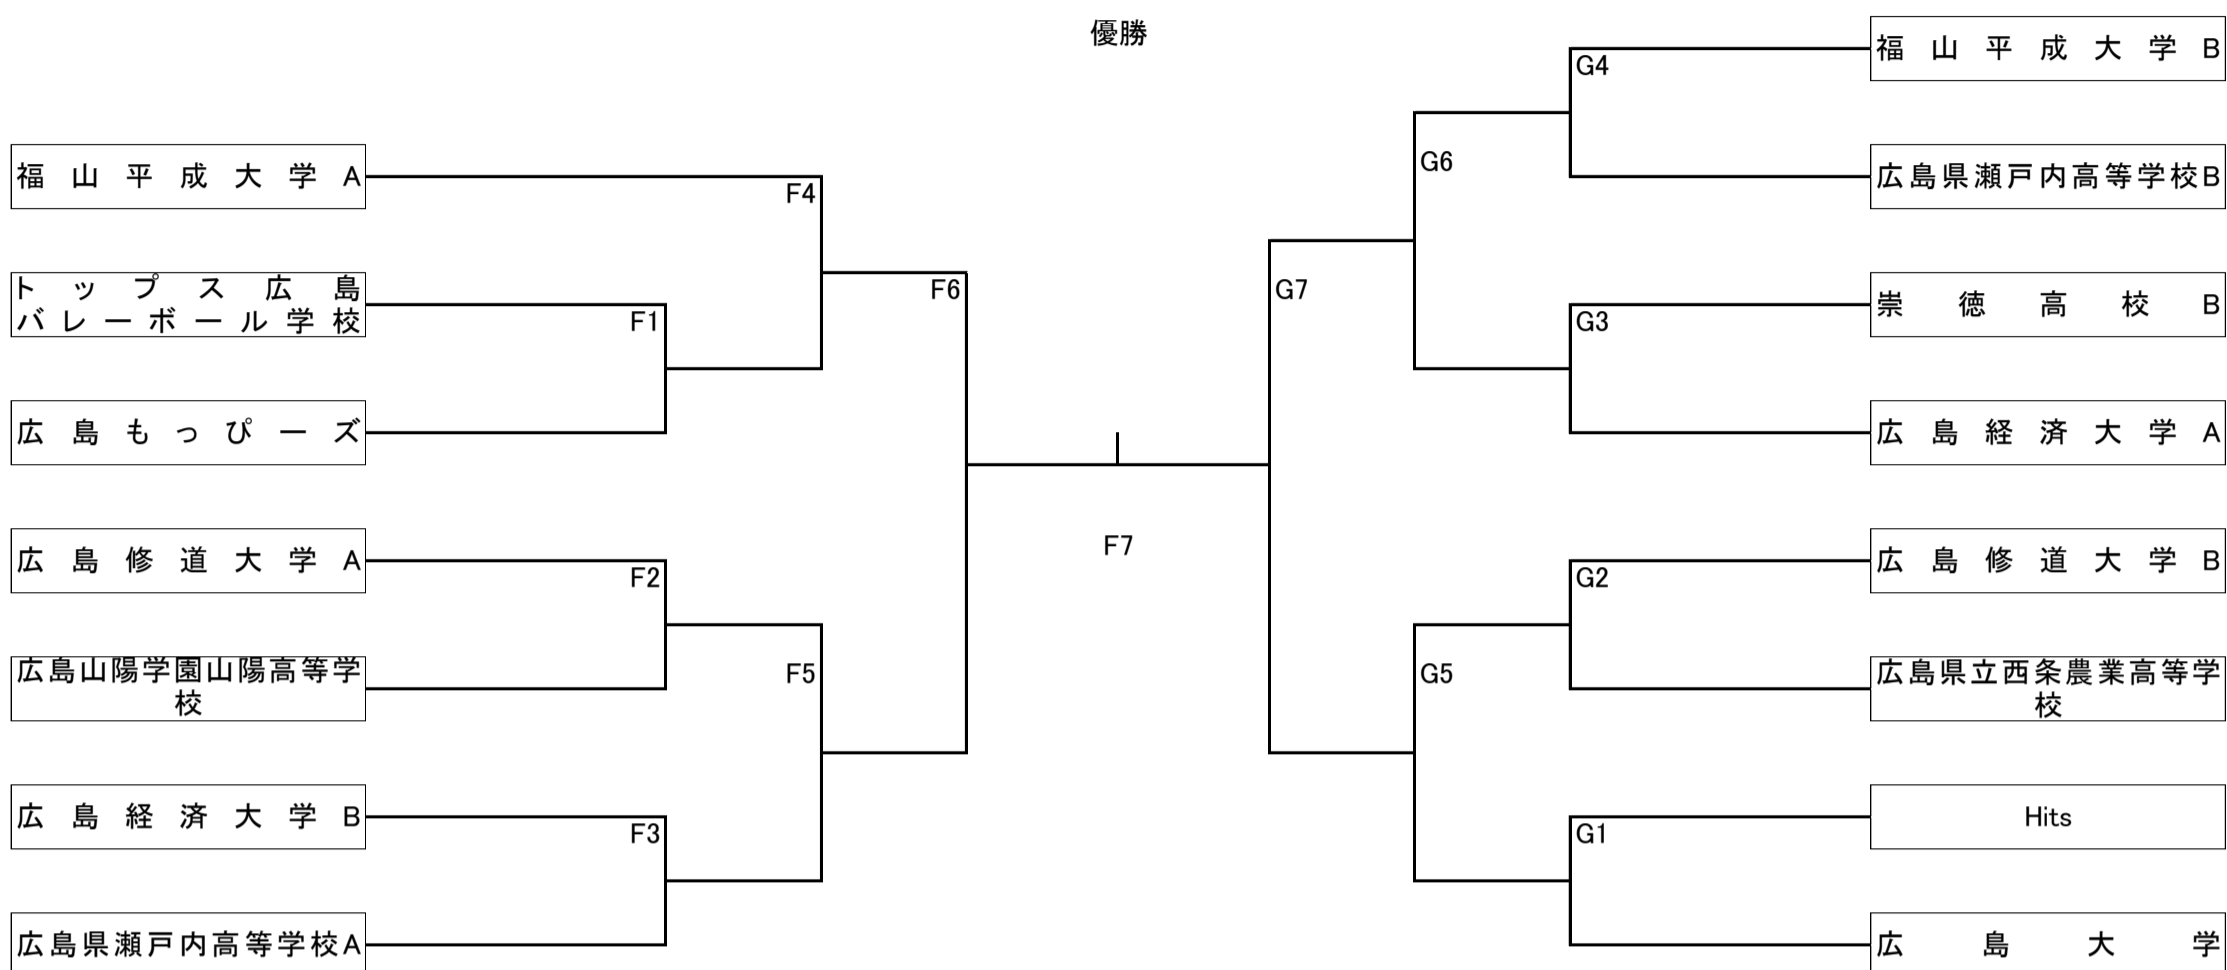 優勝
福山平成大学A
トップス広島
バレーボール学校
広島もっぴーズ
広島修道大学A
広島山陽学園山陽高等学
校
広島経済大学B
広島県瀬戸内高等学校A
F4
F1
F6
F2
F5
F3
F7
G4
G6
G7
G3
G2
G5
G1
福山平成大学B
広島県瀬戸内高等学校B
崇徳高校B
広島経済大学A
広島修道大学B
広島県立西条農業高等学
校
Hits
広島大学